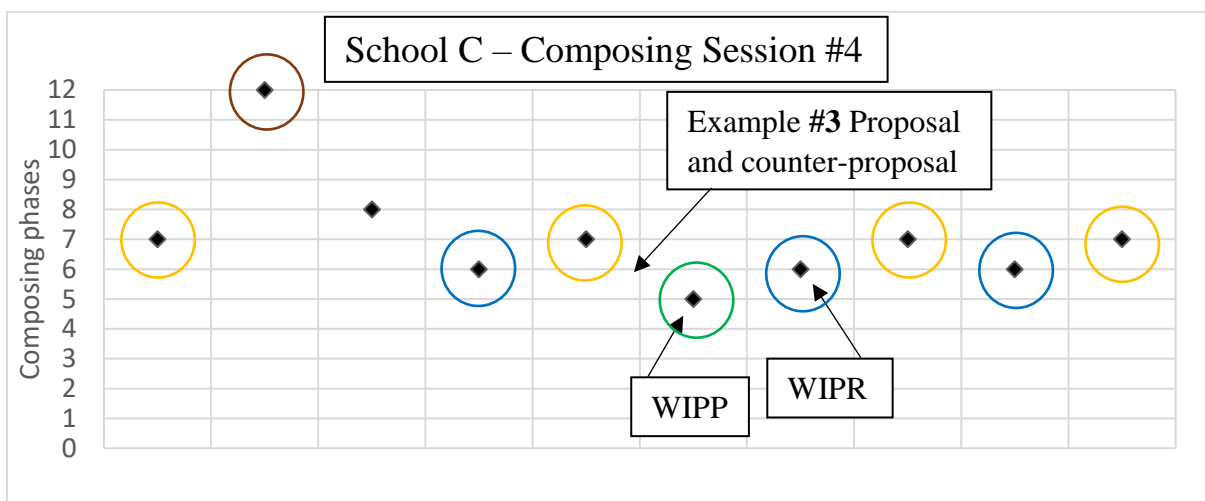 School C – Composing Session #4
Example #3 Proposal
and counter-proposal
Composing phases
12
11
10
9
8
7
6
5
4
3
2
1
0
WIPP
WIPR